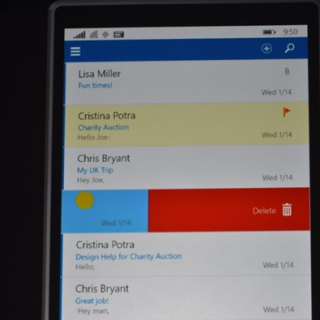 9:50
Lisa Miller
Fun times!
Wed 1/14
Cristina Potra
Charity Auction
Hello Joe-
Wed 1/14
Chris Bryant
My UK Trip
Hey Joe,
Wed 1/14
Wed 1/14
Delete
Cristina Potra
Design Help for Charity Auction
Hello,
Wed 1/14
Chris Bryant
Great job!
Hey man,
Wed 1/14